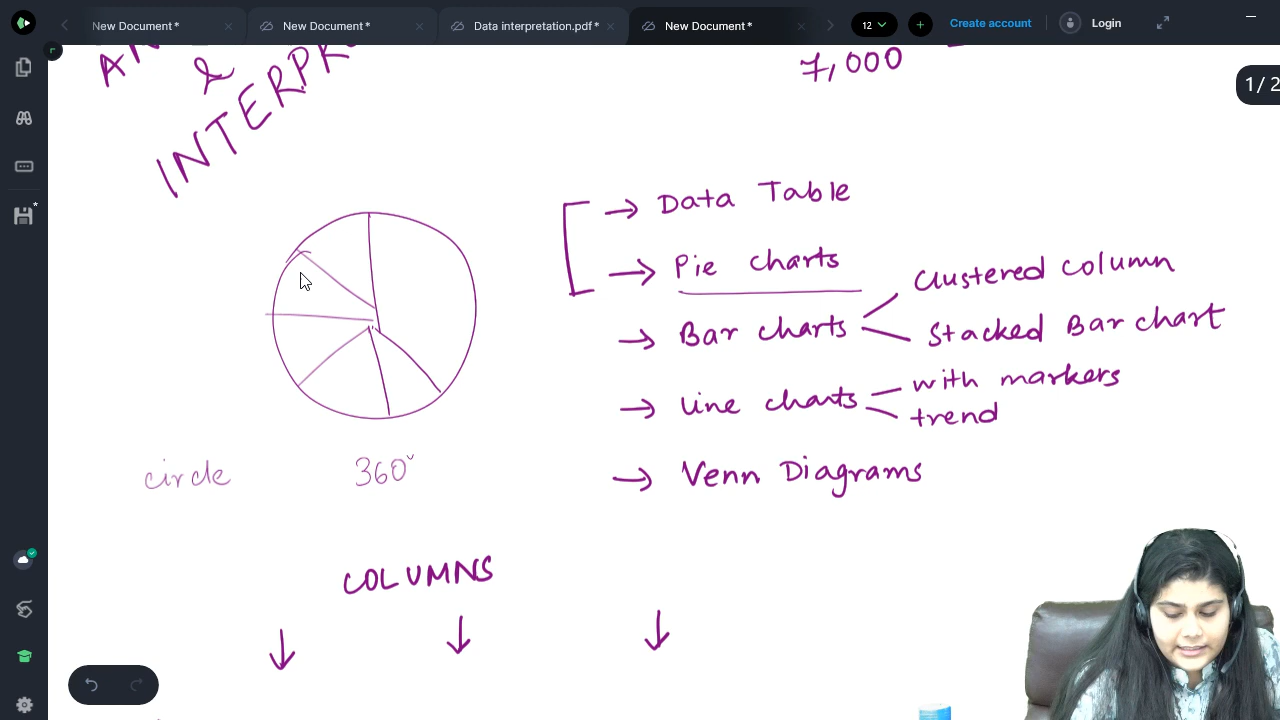 New Document*
New Document*
Data interpretation.pdf*
New Document*
12
Create account
Login
&
INTERPR
7,000
1/2
→ Data Table
→ Pie charts
→ Bar charts
Clustered column
Stacked Bar chart
→ Line charts
with markers
trend
→ Venn Diagrams
circle
360°
COLUMNS